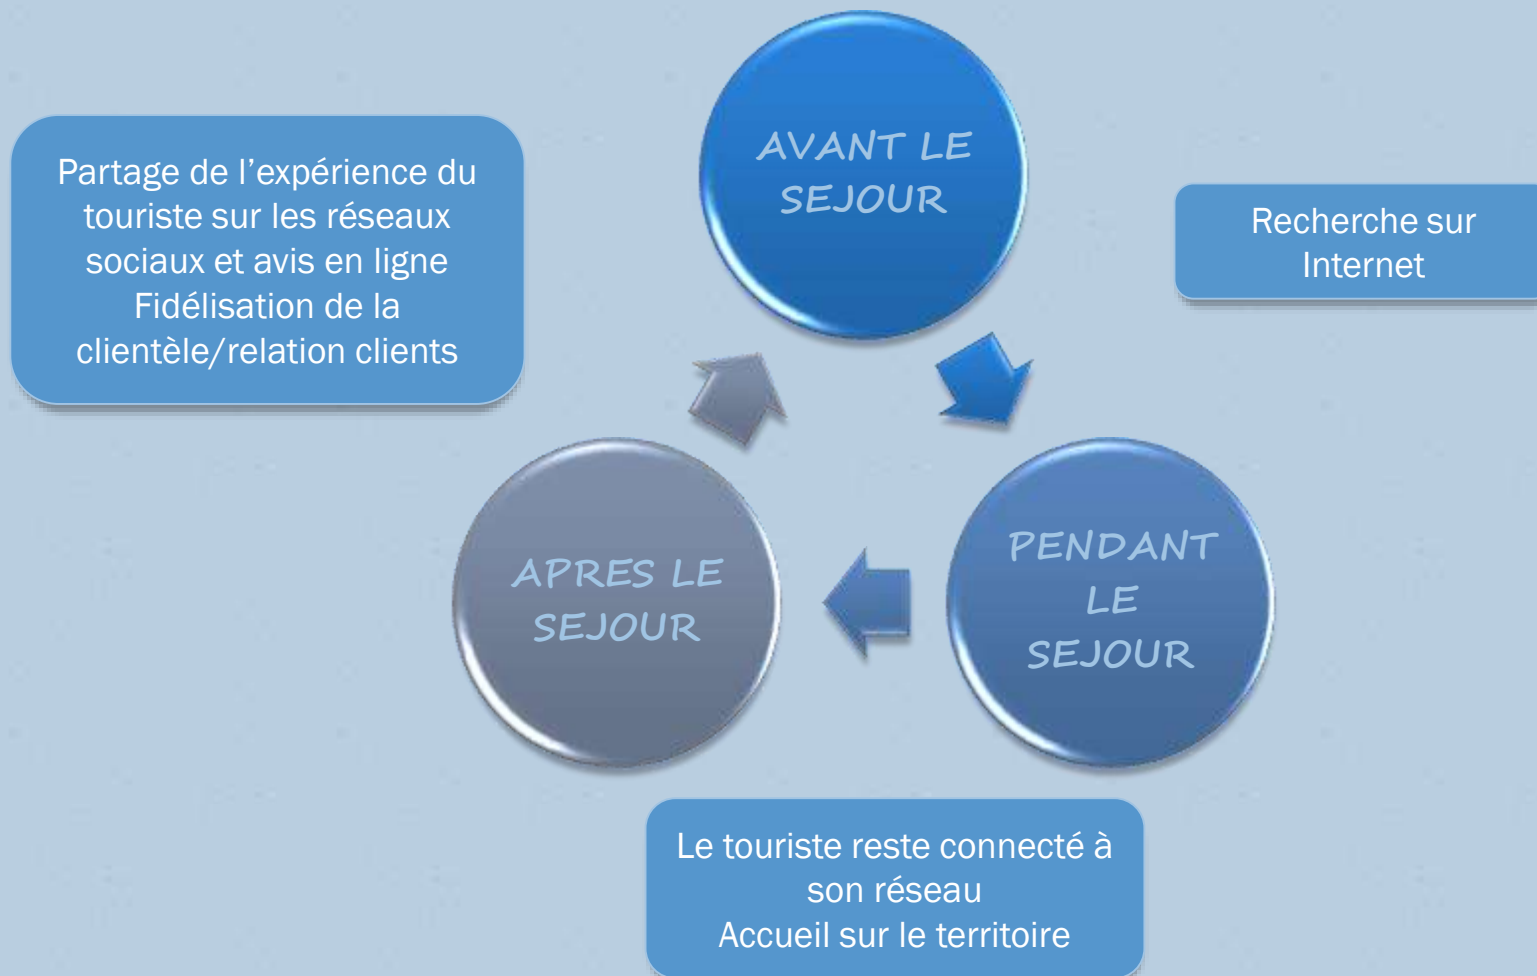 AVANT LE
SEJOUR
Partage de l’expérience du
touriste sur les réseaux
sociaux et avis en ligne
Fidélisation de la
clientèle/relation clients
Recherche sur
Internet
APRES LE
SEJOUR
PENDANT
LE
SEJOUR
Le touriste reste connecté à
son réseau
Accueil sur le territoire